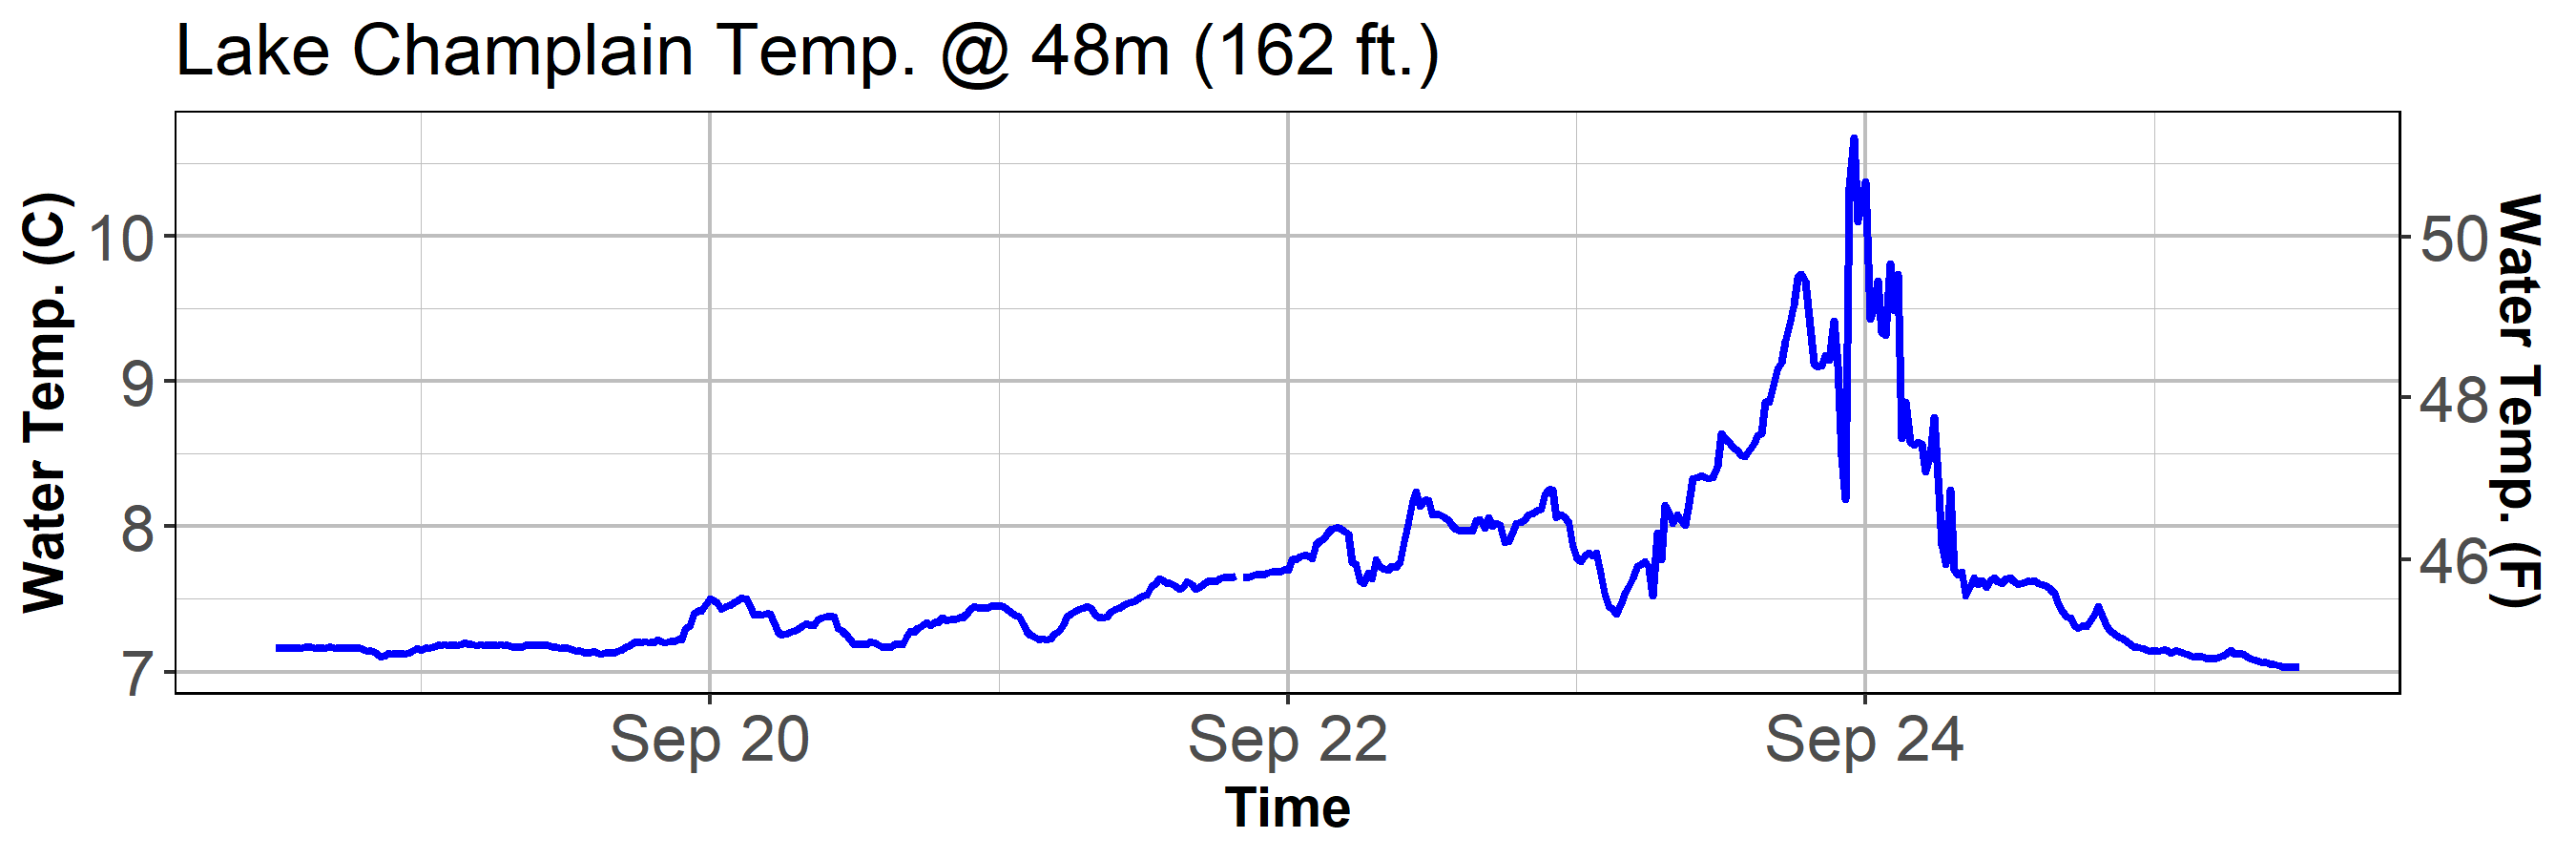 Lake Champlain Temp. @ 48m (162 ft.)
Water Temp. (C)
10
9
8
7
50
48
46
Water Temp. (F)
Sep 20
Sep 22
Sep 24
Time